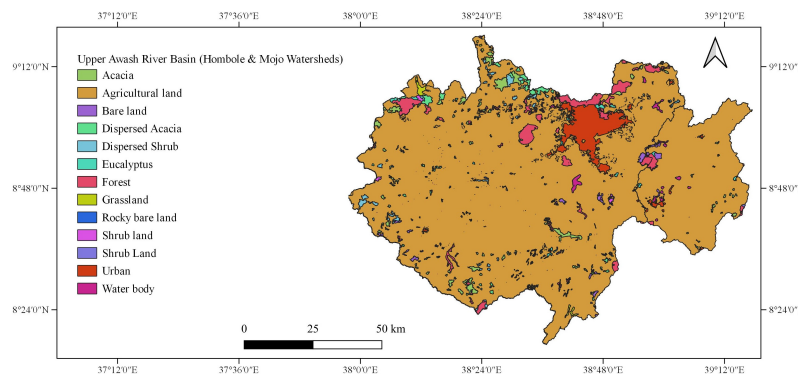 37°12'0"E 37°36'0"E 38°0'0"E 38°24'0"E 38°48'0"E 39°12'0"E
9°12'0"N 9°12'0"N
Upper Awash River Basin (Hombole & Mojo Watersheds)
Acacia
Agricultural land
Bare land
Dispersed Acacia
Dispersed Shrub
Eucalyptus
Forest
8°48'0"N 8°48'0"N
Grassland
Rocky bare land
Shrub land
Shrub Land
Urban
Water body
8°24'0"N 8°24'0"N
0 25 50 km
37°12'0"E 37°36'0"E 38°0'0"E 38°24'0"E 38°48'0"E 39°12'0"E